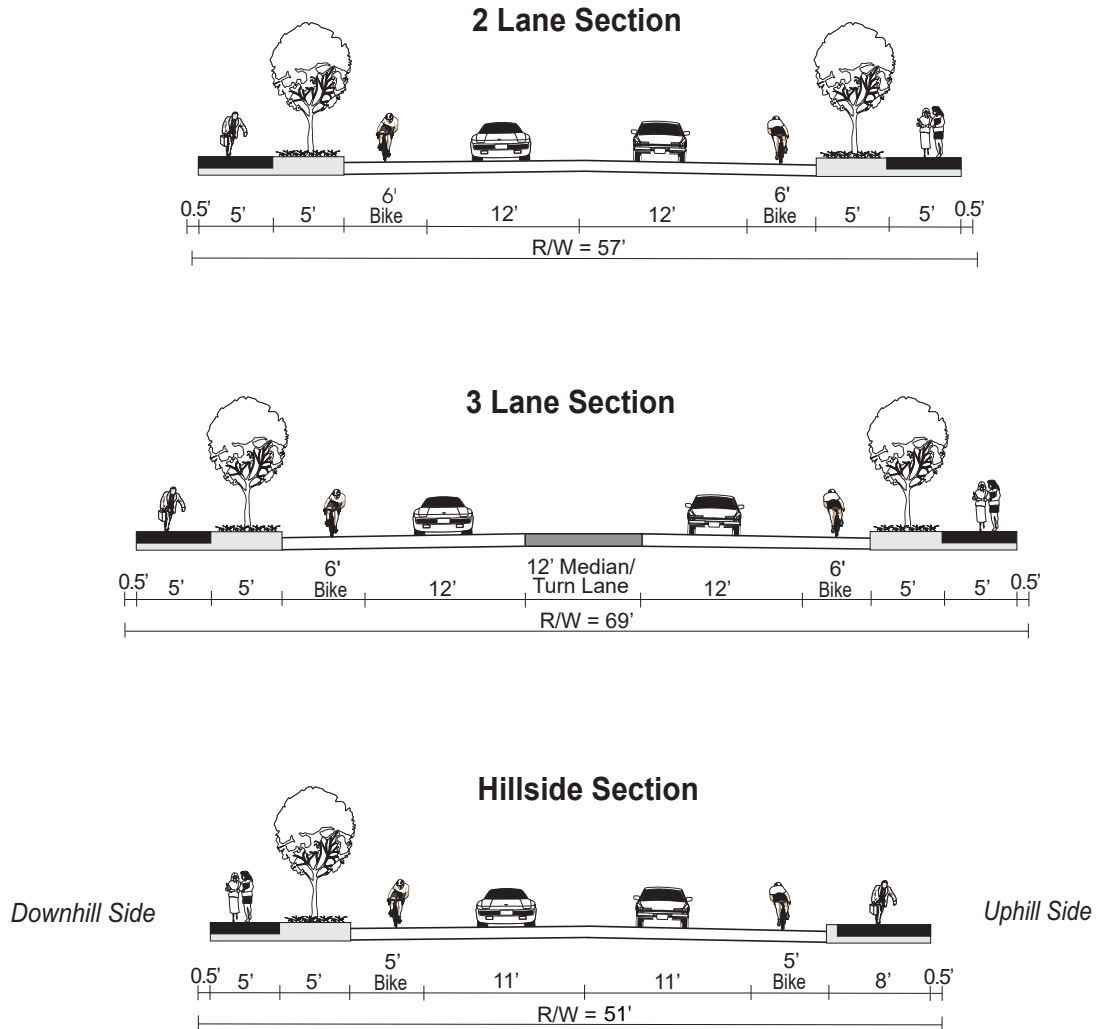 2 Lane Section
0.5' 5' 5' 6' Bike 12' 12' 6' Bike 5' 5' 0.5'
R/W = 57'
3 Lane Section
0.5' 5' 5' 6' Bike 12' 12' Median/ Turn Lane 12' 6' Bike 5' 5' 0.5'
R/W = 69'
Hillside Section
Downhill Side
Uphill Side
0.5' 5' 5' 5' Bike 11' 11' 5' Bike 8' 0.5'
R/W = 51'